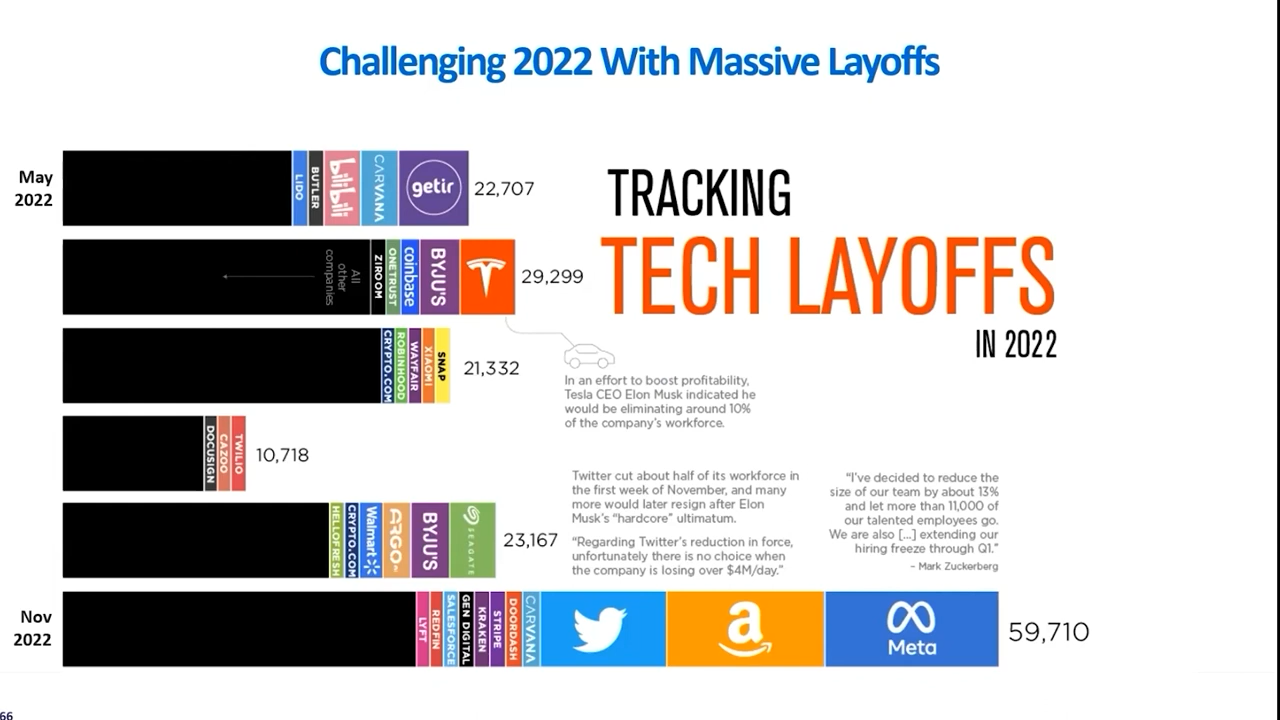 Challenging 2022 With Massive Layoffs
May
2022
LIDO
BUTLER
bilibili
CARVANA
getir
22,707
TRACKING
TECH LAYOFFS
IN 2022
All
other
companies
ZIROOM
ONETRUST
coinbase
BYJU'S
29,299
CRYPTO.COM
ROBINHOOD
WAYFAIR
XIAOMI
SNAP
21,332
In an effort to boost profitability,
Tesla CEO Elon Musk indicated he
would be eliminating around 10%
of the company's workforce.
DOCUSIGN
CAZOO
TWILIO
10,718
Twitter cut about half of its workforce in
the first week of November, and many
more would later resign after Elon
Musk's "hardcore" ultimatum.
"Regarding Twitter's reduction in force,
unfortunately there is no choice when
the company is losing over $4M/day."
"I've decided to reduce the
size of our team by about 13%
and let more than 11,000 of
our talented employees go.
We are also [...] extending our
hiring freeze through Q1."
– Mark Zuckerberg
HELLOFRESH
CRYPTO.COM
Walmart
ARGO
BYJU'S
SEAGATE
23,167
Nov
2022
LYFT
REDFIN
SALESFORCE
GEN DIGITAL
KRAKEN
STRIPE
DOORDASH
CARVANA
a
Meta
59,710
66